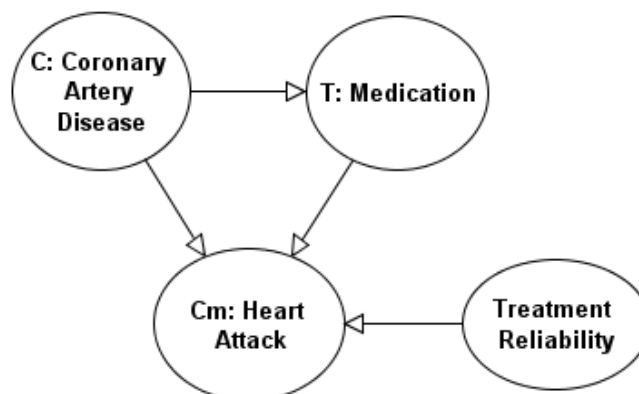 C: Coronary
Artery
Disease
T: Medication
Cm: Heart
Attack
Treatment
Reliability